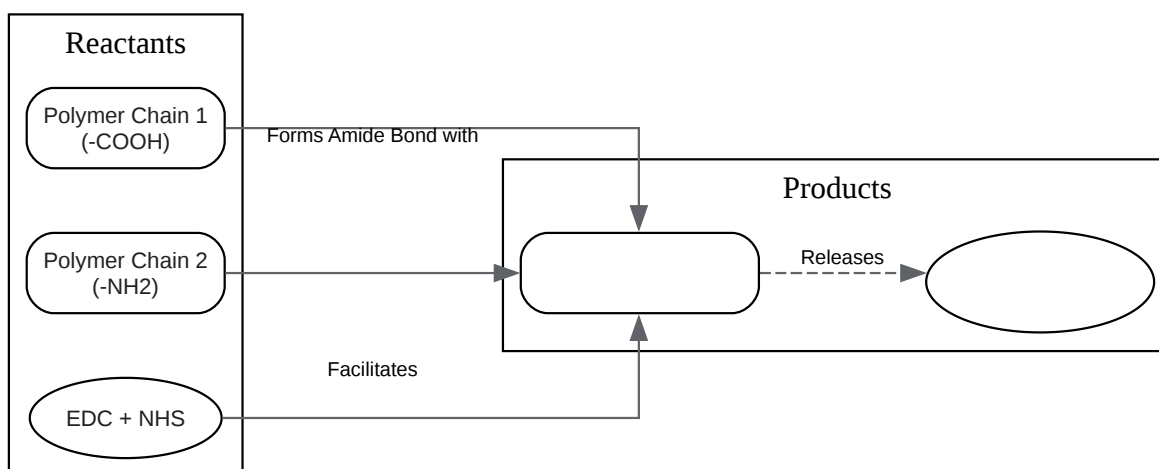 Reactants
Polymer Chain 1
(-COOH)
Forms Amide Bond with
Products
Polymer Chain 2
(-NH2)
Releases
Facilitates
EDC + NHS